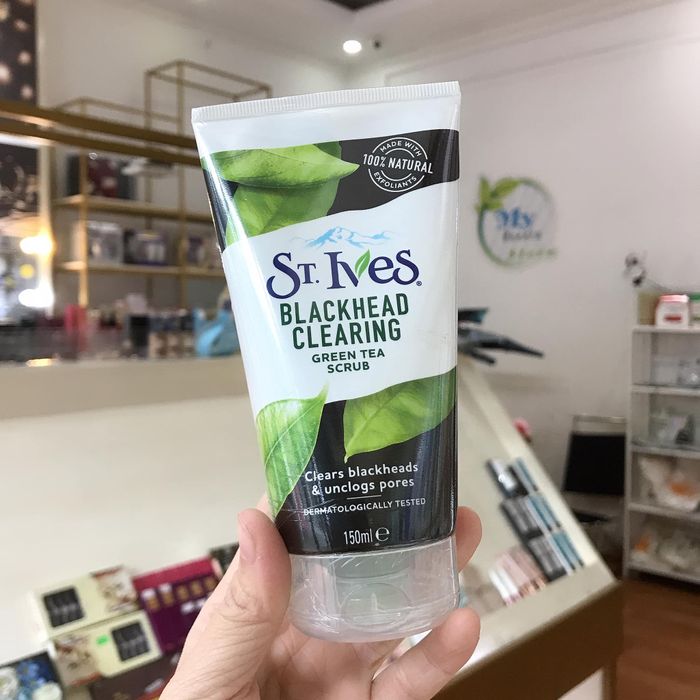 MADE WITH
100% NATURAL
EXFOLIANTS
ST. IVES®
BLACKHEAD
CLEARING
GREEN TEA
SCRUB
Clears blackheads
& unclogs pores
DERMATOLOGICALLY TESTED
150ml ℮
My